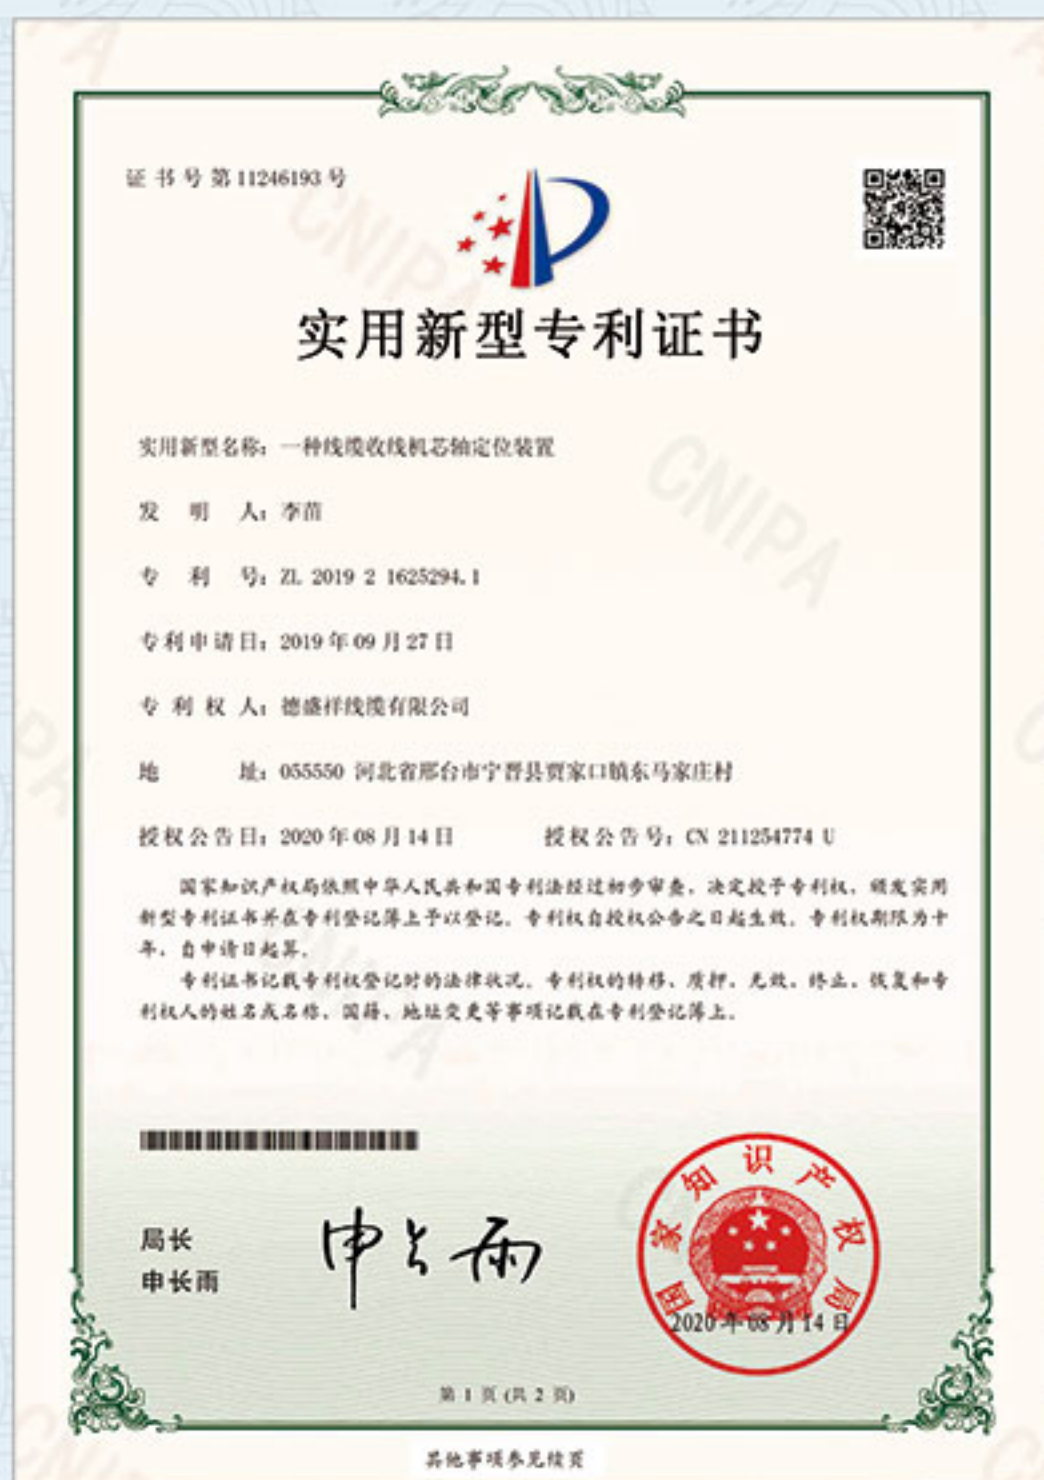 证书号第11246193号
实用新型专利证书
实用新型名称：一种线缆收线机芯轴定位装置
发明人：李苗
专利号：ZL 2019 2 1625294.1
专利申请日：2019年09月27日
专利权人：德盛祥线缆有限公司
地址：055550 河北省邢台市宁晋县贾家口镇东马家庄村
授权公告日：2020年08月14日 授权公告号：CN 211254774 U
国家知识产权局依照中华人民共和国专利法经过初步审查，决定授予专利权，颁发实用
新型专利证书并在专利登记簿上予以登记。专利权自授权公告之日起生效。专利权期限为十
年，自申请日起算。
专利证书记载专利权登记时的法律状况。专利权的转移、质押、无效、终止、恢复和专
利权人的姓名或名称、国籍、地址变更等事项记载在专利登记簿上。
局长
申长雨
申长雨
国家知识产权局
2020年08月14日
第 1 页 (共 2 页)
其他事项参见续页
CNIPA
CNIPA
CNIPA